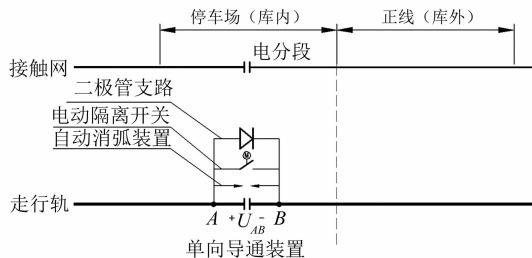 停车场（库内） 正线（库外）
电分段
接触网
二极管支路
电动隔离开关
M
自动消弧装置
走行轨
A +U_AB- B
单向导通装置